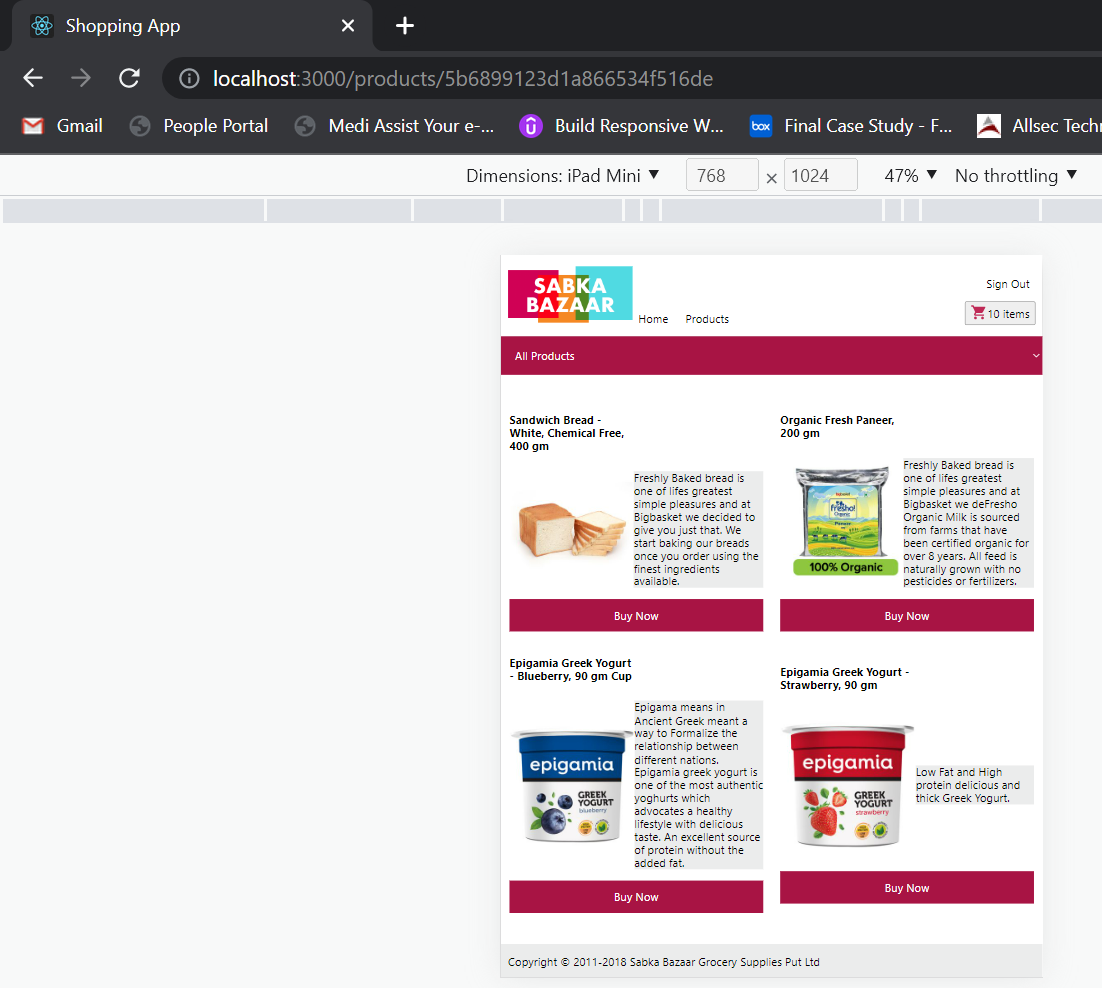 Shopping App
localhost:3000/products/5b6899123d1a866534f516de
Gmail People Portal Medi Assist Your e-... Build Responsive W... box Final Case Study - F... Allsec Techn
Dimensions: iPad Mini 768 × 1024 47% No throttling
SABKA
BAZAAR
Home Products
Sign Out
10 items
All Products
Sandwich Bread -
White, Chemical Free,
400 gm
Freshly Baked bread is
one of lifes greatest
simple pleasures and at
Bigbasket we decided to
give you just that. We
start baking our breads
once you order using the
finest ingredients
available.
Buy Now
Organic Fresh Paneer,
200 gm
fresho!
Organic
Paneer
100% Organic
Freshly Baked bread is
one of lifes greatest
simple pleasures and at
Bigbasket we deFresho
Organic Milk is sourced
from farms that have
been certified organic for
over 8 years. All feed is
naturally grown with no
pesticides or fertilizers.
Buy Now
Epigamia Greek Yogurt
- Blueberry, 90 gm Cup
epigamia
GREEK
YOGURT
blueberry
Epigama means in
Ancient Greek meant a
way to Formalize the
relationship between
different nations.
Epigamia greek yogurt is
one of the most authentic
yoghurts which
advocates a healthy
lifestyle with delicious
taste. An excellent source
of protein without the
added fat.
Buy Now
Epigamia Greek Yogurt -
Strawberry, 90 gm
epigamia
GREEK
YOGURT
strawberry
Low Fat and High
protein delicious and
thick Greek Yogurt.
Buy Now
Copyright © 2011-2018 Sabka Bazaar Grocery Supplies Put Ltd